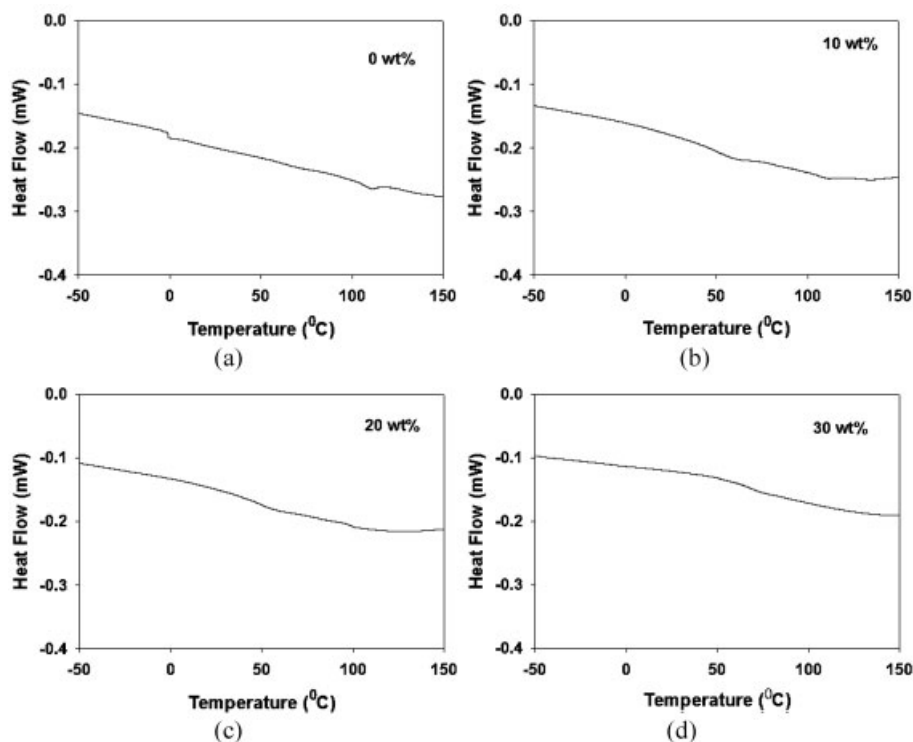 0.0
-0.1
-0.2
-0.3
-0.4
Heat Flow (mW)
0 wt%
-50 0 50 100 150
Temperature (⁰C)
(a)
0.0
-0.1
-0.2
-0.3
-0.4
Heat Flow (mW)
10 wt%
-50 0 50 100 150
Temperature (⁰C)
(b)
0.0
-0.1
-0.2
-0.3
-0.4
Heat Flow (mW)
20 wt%
-50 0 50 100 150
Temperature (⁰C)
(c)
0.0
-0.1
-0.2
-0.3
-0.4
Heat Flow (mW)
30 wt%
-50 0 50 100 150
Temperature (⁰C)
(d)